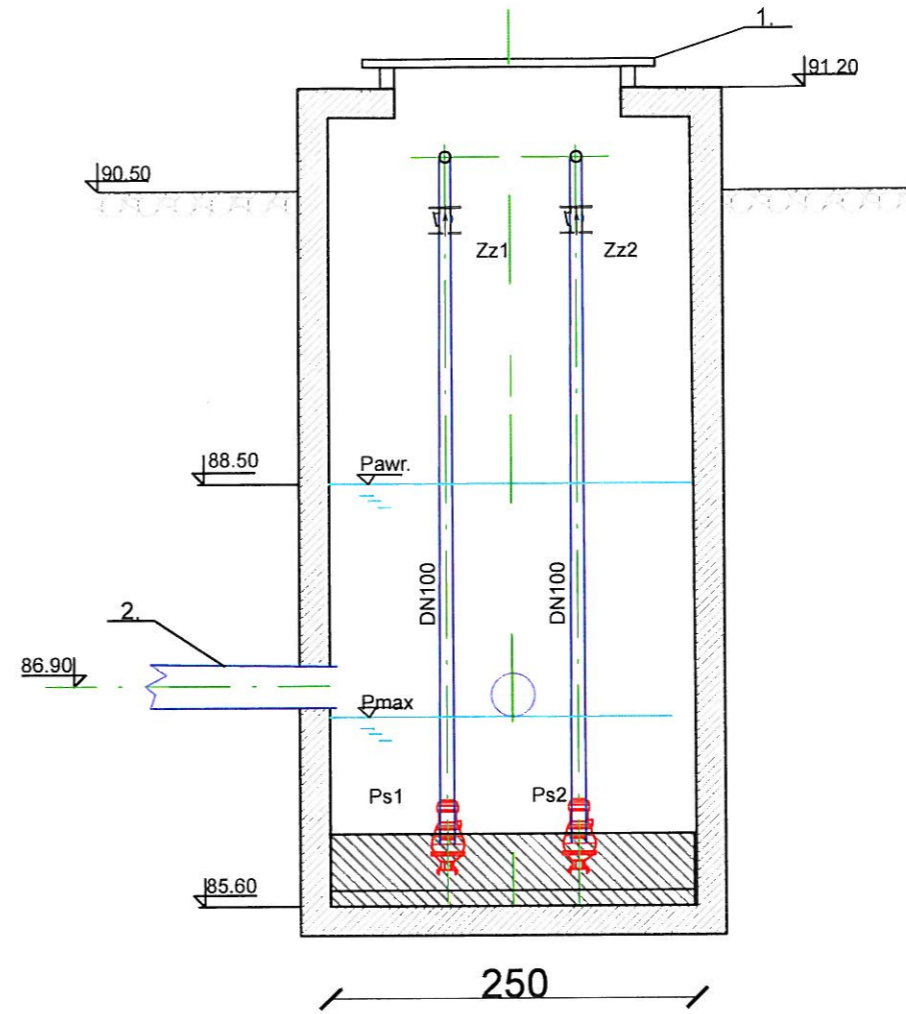 1.
91.20
90.50
Zz1
Zz2
Pawr.
88.50
DN100
DN100
2.
86.90
Pmax
Ps1
Ps2
85.60
250